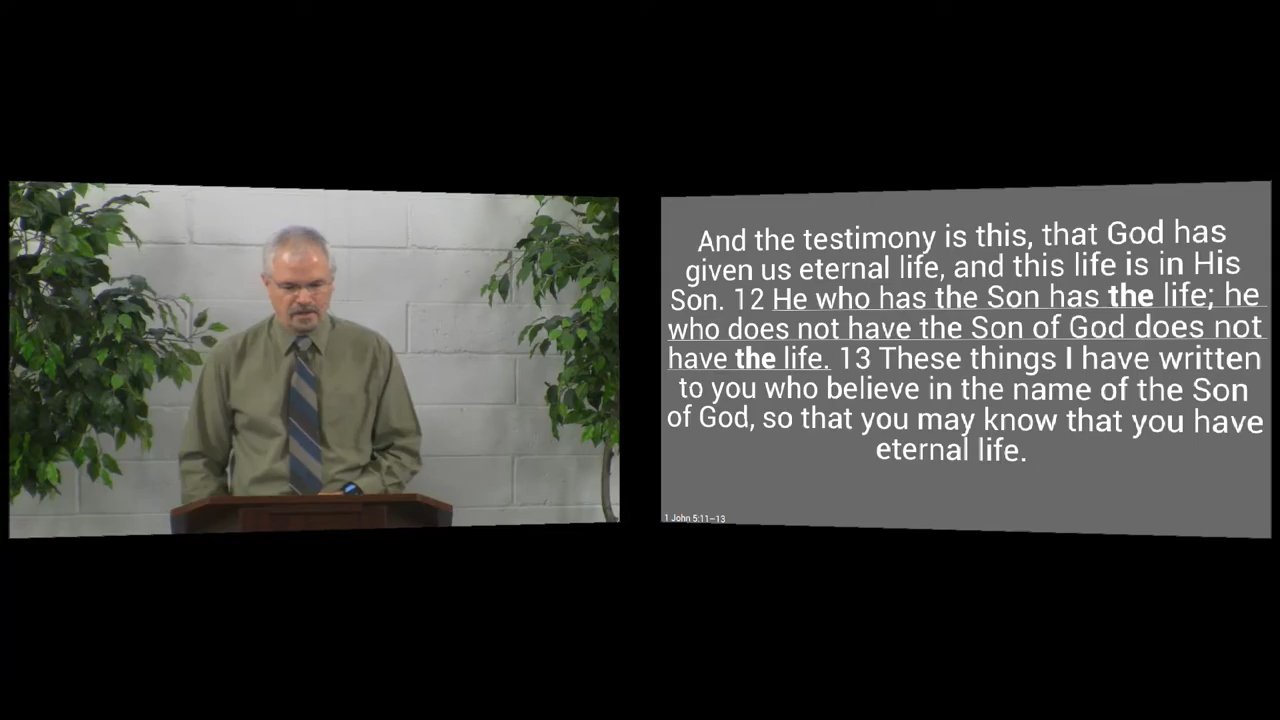 And the testimony is this, that God has
given us eternal life, and this life is in His
Son. 12 He who has the Son has the life; he
who does not have the Son of God does not
have the life. 13 These things I have written
to you who believe in the name of the Son
of God, so that you may know that you have
eternal life.
1 John 5:11–13